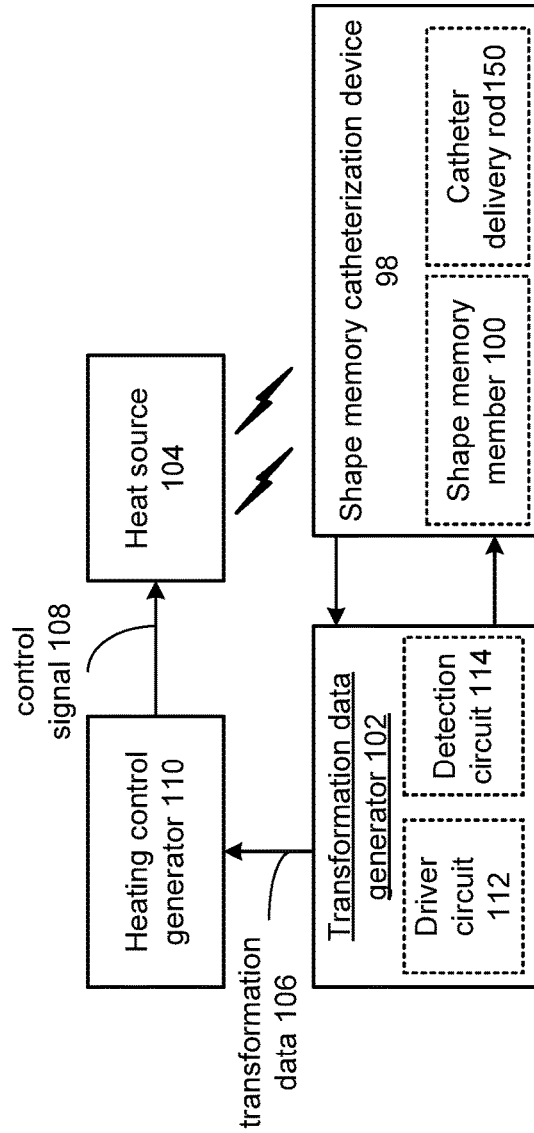 control
signal 108
Heating control
generator 110
Heat source
104
transformation
data 106
Transformation data
generator 102
Driver
circuit
112
Detection
circuit 114
Shape memory catheterization device
98
Shape memory
member 100
Catheter
delivery rod150